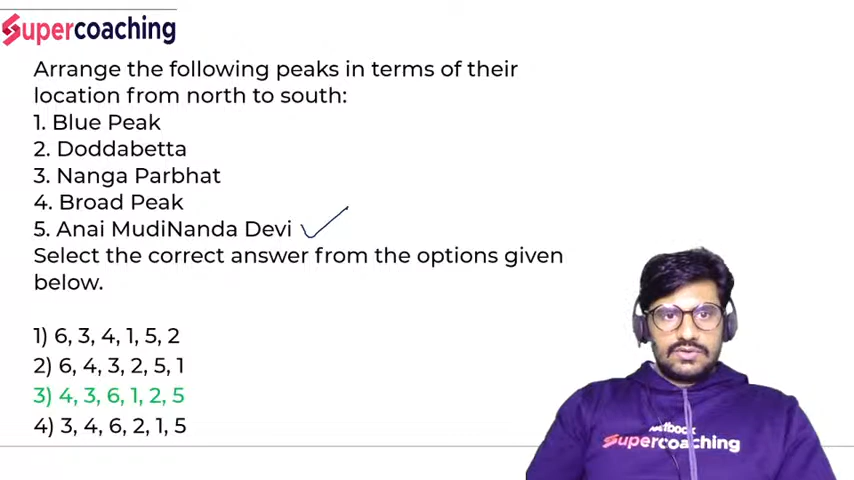 Supercoaching
Arrange the following peaks in terms of their
location from north to south:
1. Blue Peak
2. Doddabetta
3. Nanga Parbhat
4. Broad Peak
5. Anai MudiNanda Devi
Select the correct answer from the options given
below.
1) 6, 3, 4, 1, 5, 2
2) 6, 4, 3, 2, 5, 1
3) 4, 3, 6, 1, 2, 5
4) 3, 4, 6, 2, 1, 5
Supercoaching